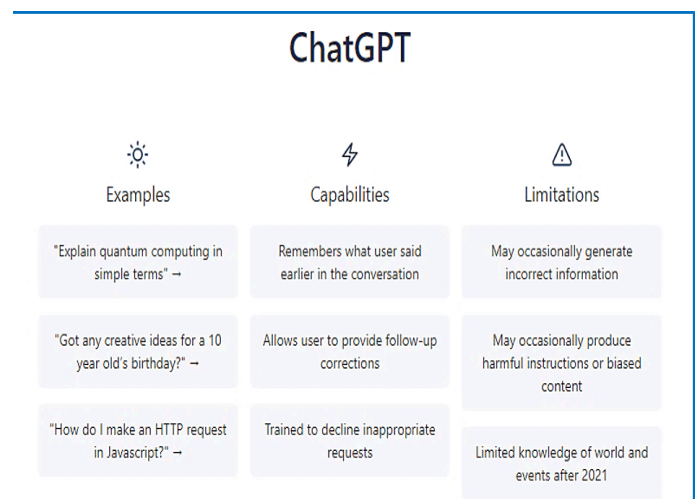 ChatGPT
Examples
"Explain quantum computing in
simple terms" →
"Got any creative ideas for a 10
year old’s birthday?" →
"How do I make an HTTP request
in Javascript?" →
Capabilities
Remembers what user said
earlier in the conversation
Allows user to provide follow-up
corrections
Trained to decline inappropriate
requests
Limitations
May occasionally generate
incorrect information
May occasionally produce
harmful instructions or biased
content
Limited knowledge of world and
events after 2021